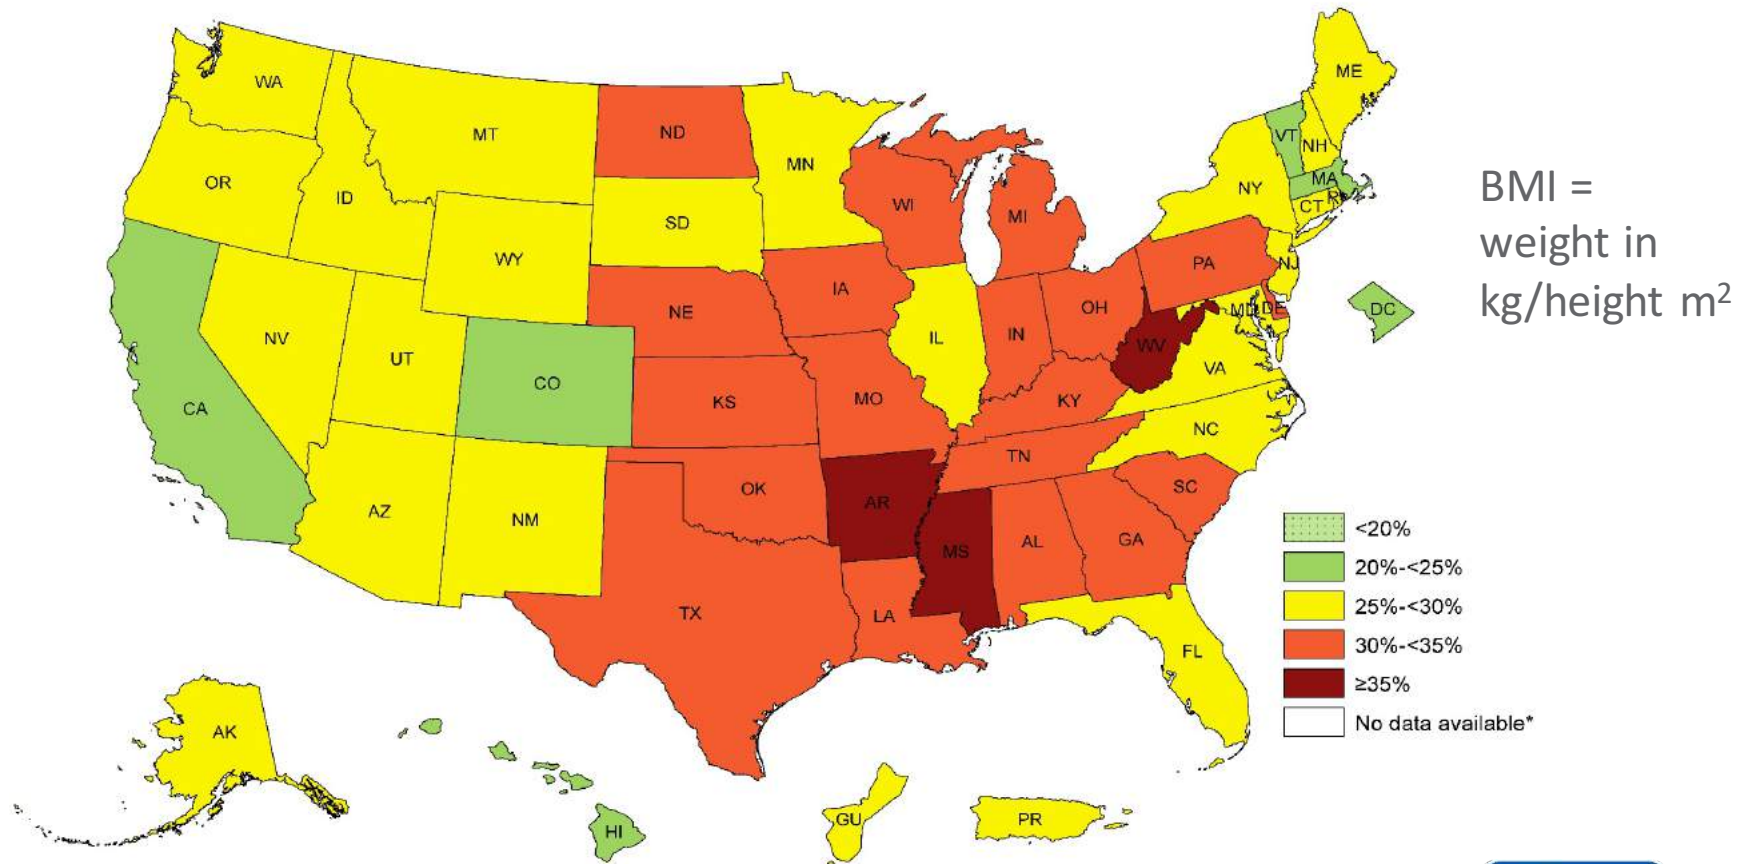 WA
ME
MT
ND
MN
VT
NH
OR
ID
SD
WI
MI
NY
MA
CT
WY
IA
PA
NJ
NE
OH
MD
DE
DC
NV
UT
IL
IN
WV
VA
CO
CA
KS
MO
KY
NC
TN
AZ
NM
OK
AR
SC
MS
AL
GA
TX
LA
FL
AK
HI
GU
PR
BMI =
weight in
kg/height m²
<20%
20%-<25%
25%-<30%
30%-<35%
≥35%
No data available*